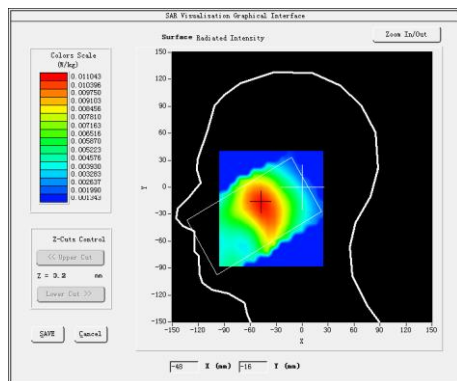 SAR Visualisation Graphical Interface
Surface Radiated Intensity
Zoom In/Out
Colors Scale
(W/kg)
0.011043
0.010396
0.009750
0.009103
0.008456
0.007810
0.007163
0.006516
0.005870
0.005223
0.004576
0.003930
0.003283
0.002637
0.001990
0.001343
150
120
90
60
30
0
-30
-60
-90
-120
-150
Y
-150 -120 -90 -60 -30 0 30 60 90 120 150
X
Z-Cuts Control
<< Upper Cut
Z = 3.2 mm
Lower Cut >>
SAVE Cancel
-48 X (mm) -16 Y (mm)